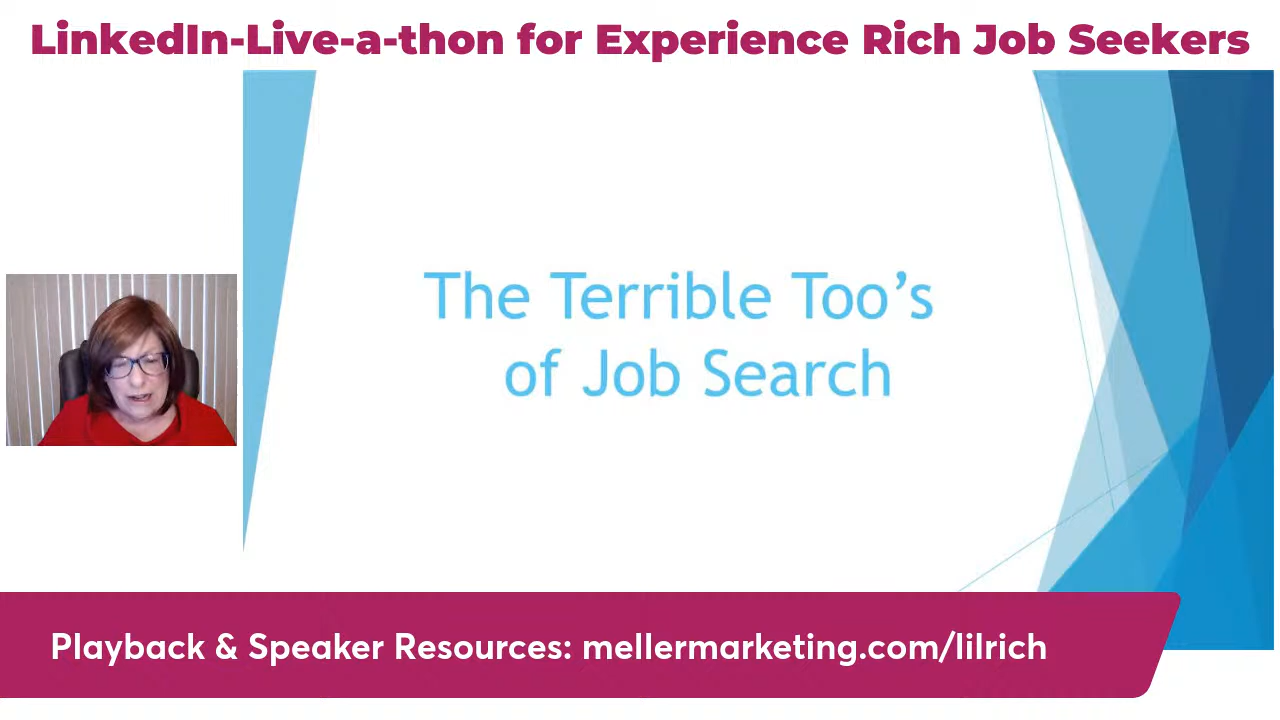 LinkedIn-Live-a-thon for Experience Rich Job Seekers
The Terrible Too’s
of Job Search
Playback & Speaker Resources: mellermarketing.com/lilrich